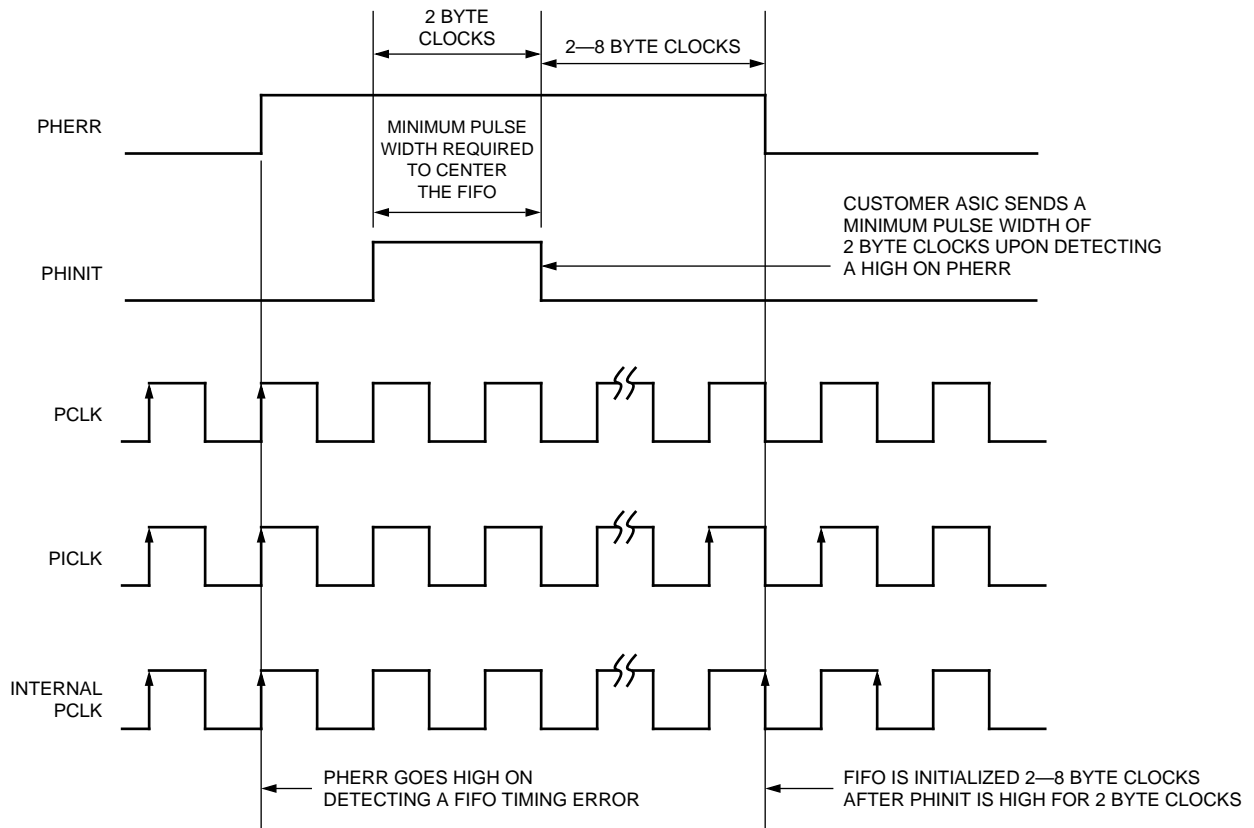 2 BYTE
CLOCKS
2—8 BYTE CLOCKS
PHERR
MINIMUM PULSE
WIDTH REQUIRED
TO CENTER
THE FIFO
CUSTOMER ASIC SENDS A
MINIMUM PULSE WIDTH OF
2 BYTE CLOCKS UPON DETECTING
A HIGH ON PHERR
PHINIT
PCLK
PICLK
INTERNAL
PCLK
PHERR GOES HIGH ON
DETECTING A FIFO TIMING ERROR
FIFO IS INITIALIZED 2—8 BYTE CLOCKS
AFTER PHINIT IS HIGH FOR 2 BYTE CLOCKS